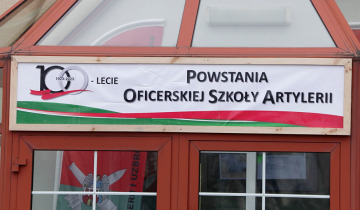 100 - LECIE
POWSTANIA
OFICERSKIEJ SZKOŁY ARTYLERII